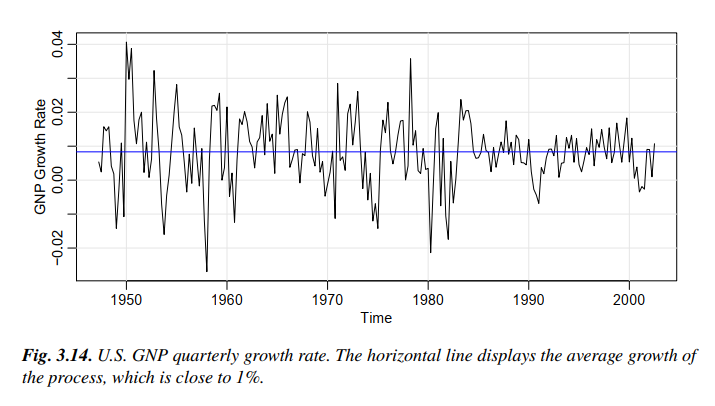 0.04
0.02
0.00
−0.02
GNP Growth Rate
1950 1960 1970 1980 1990 2000
Time
Fig. 3.14. U.S. GNP quarterly growth rate. The horizontal line displays the average growth of
the process, which is close to 1%.